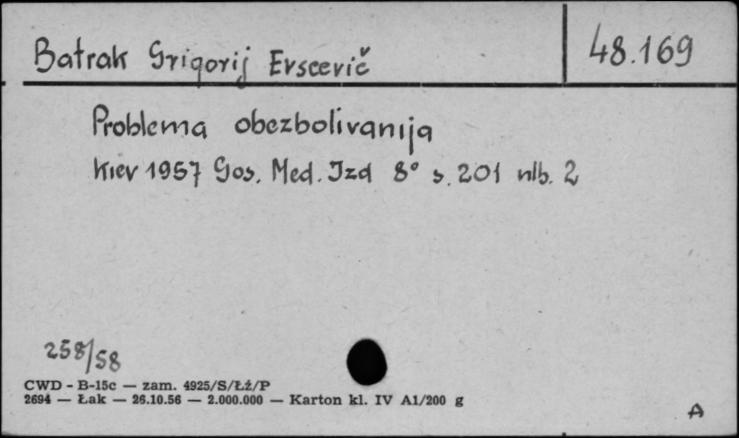 Batrak Grigorij Evseevič
48.169
Problema obezbolivanija
Kiev 1957 Gos. Med. Izd 8° s. 201 nlb. 2
258/58
CWD - B-15c — zam. 4925/S/Łź/P
2694 — Łak — 26.10.56 — 2.000.000 — Karton kl. IV A1/200 g
A